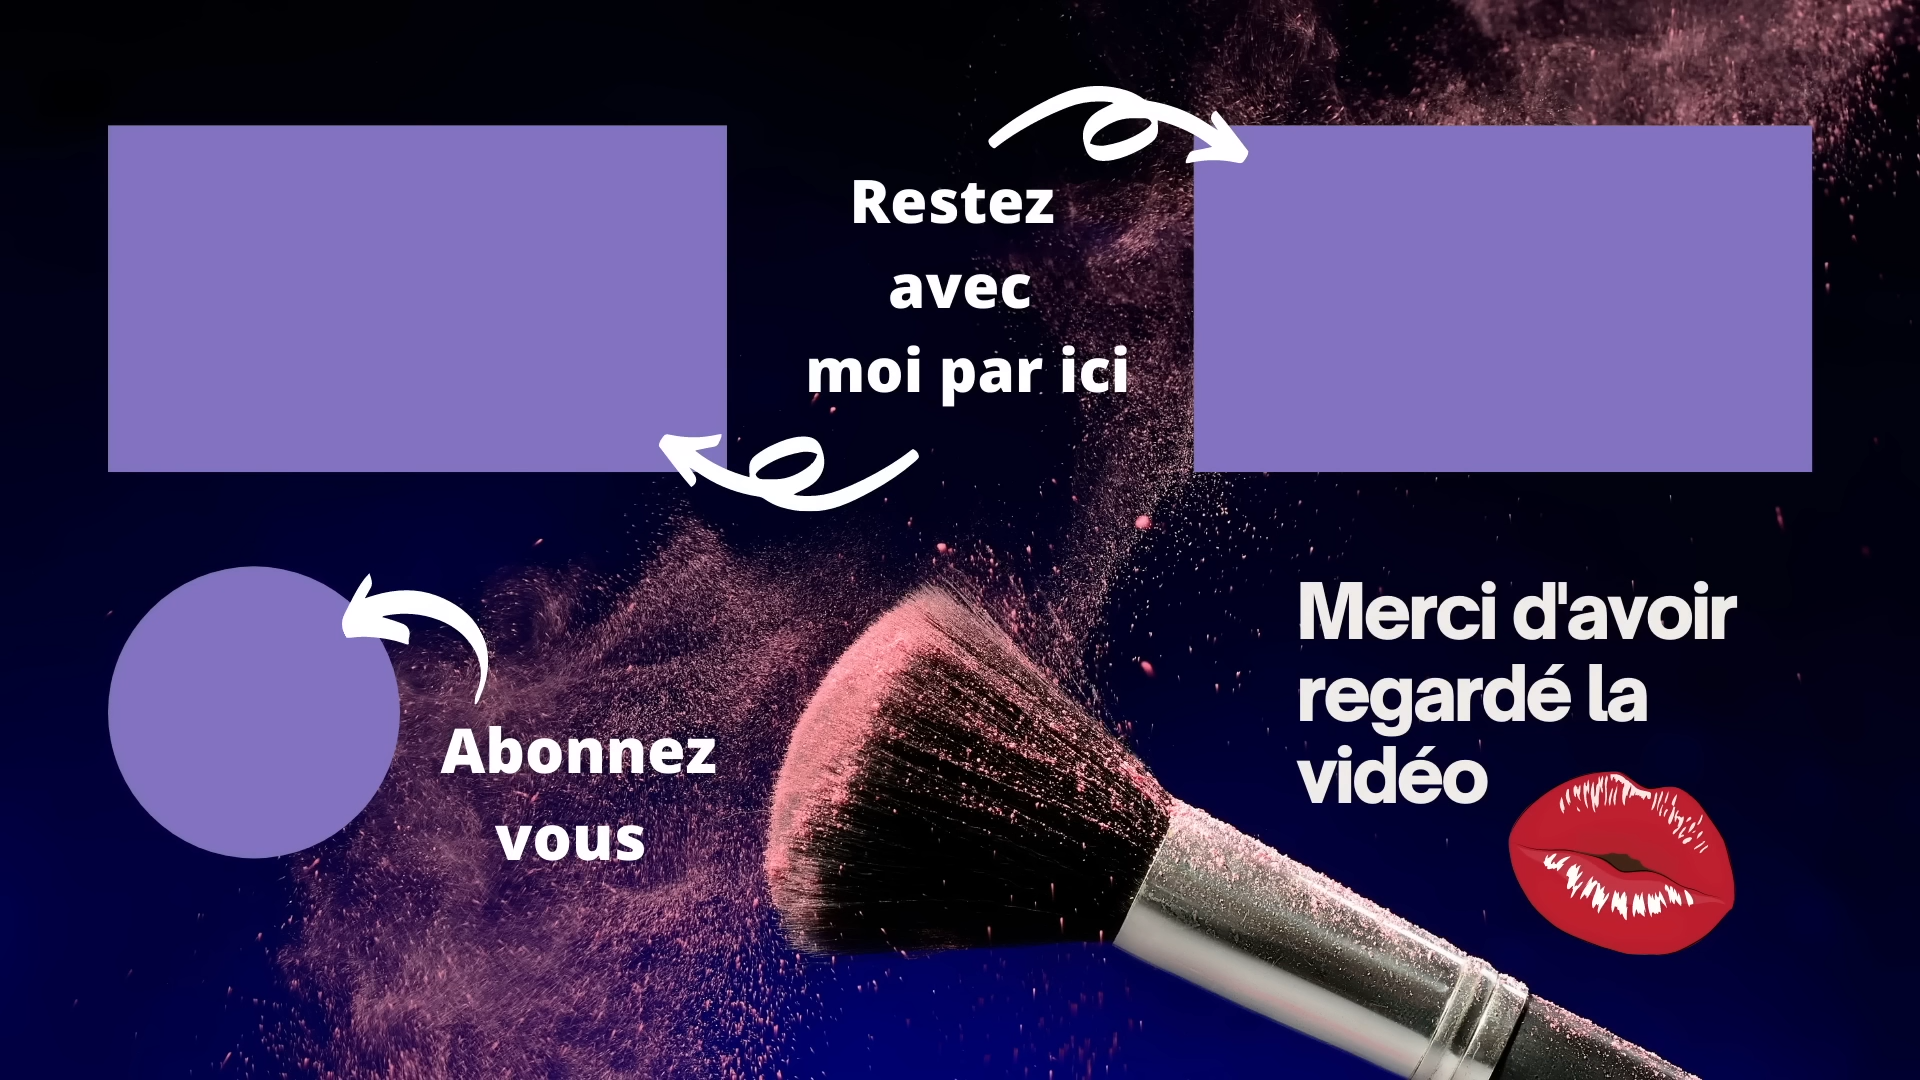 Restez
avec
moi par ici
Abonnez
vous
Merci d'avoir
regardé la
vidéo